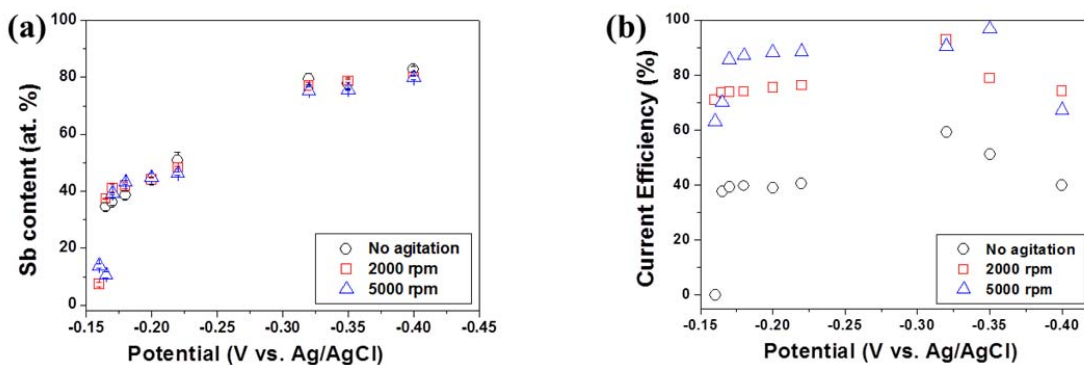 (a)
Sb content (at. %)
100
80
60
40
20
0
No agitation
2000 rpm
5000 rpm
-0.15 -0.20 -0.25 -0.30 -0.35 -0.40 -0.45
Potential (V vs. Ag/AgCl)
(b)
Current Efficiency (%)
100
80
60
40
20
0
No agitation
2000 rpm
5000 rpm
-0.15 -0.20 -0.25 -0.30 -0.35 -0.40
Potential (V vs. Ag/AgCl)